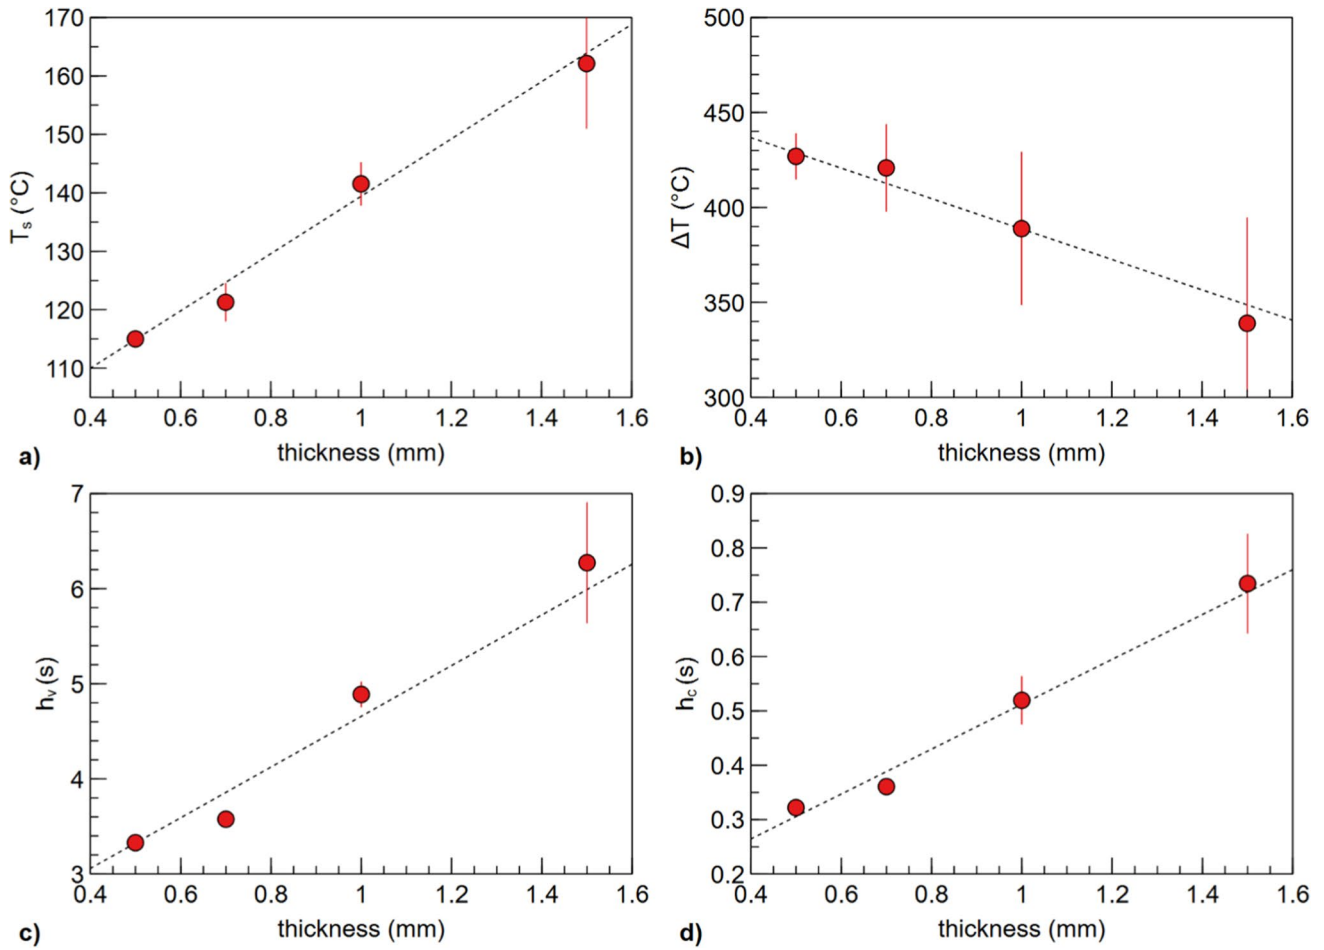 170
160
150
140
130
120
110
Tₛ (°C)
0.4 0.6 0.8 1 1.2 1.4 1.6
thickness (mm)
a)
500
450
400
350
300
ΔT (°C)
0.4 0.6 0.8 1 1.2 1.4 1.6
thickness (mm)
b)
7
6
5
4
3
hᵥ (s)
0.4 0.6 0.8 1 1.2 1.4 1.6
thickness (mm)
c)
0.9
0.8
0.7
0.6
0.5
0.4
0.3
0.2
h꜀ (s)
0.4 0.6 0.8 1 1.2 1.4 1.6
thickness (mm)
d)